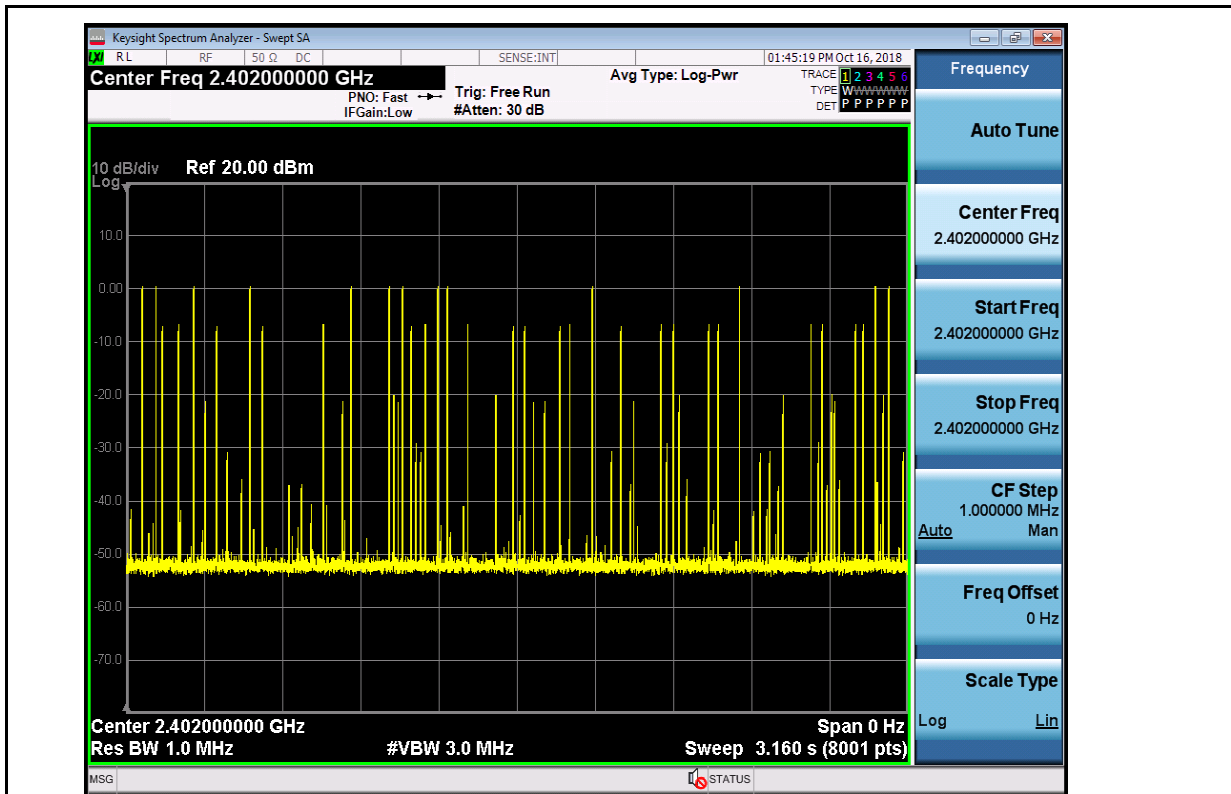 Keysight Spectrum Analyzer - Swept SA
LXI RL RF 50 Ω DC SENSE:INT 01:45:19 PM Oct 16, 2018
Center Freq 2.402000000 GHz
PNO: Fast
IFGain:Low
Trig: Free Run
#Atten: 30 dB
Avg Type: Log-Pwr
TRACE 1 2 3 4 5 6
TYPE WWWWWW
DET P P P P P P
10 dB/div Ref 20.00 dBm
Log
10.0
0.00
-10.0
-20.0
-30.0
-40.0
-50.0
-60.0
-70.0
Center 2.402000000 GHz Span 0 Hz
Res BW 1.0 MHz #VBW 3.0 MHz Sweep 3.160 s (8001 pts)
MSG STATUS
Frequency
Auto Tune
Center Freq
2.402000000 GHz
Start Freq
2.402000000 GHz
Stop Freq
2.402000000 GHz
CF Step
1.000000 MHz
Auto Man
Freq Offset
0 Hz
Scale Type
Log Lin